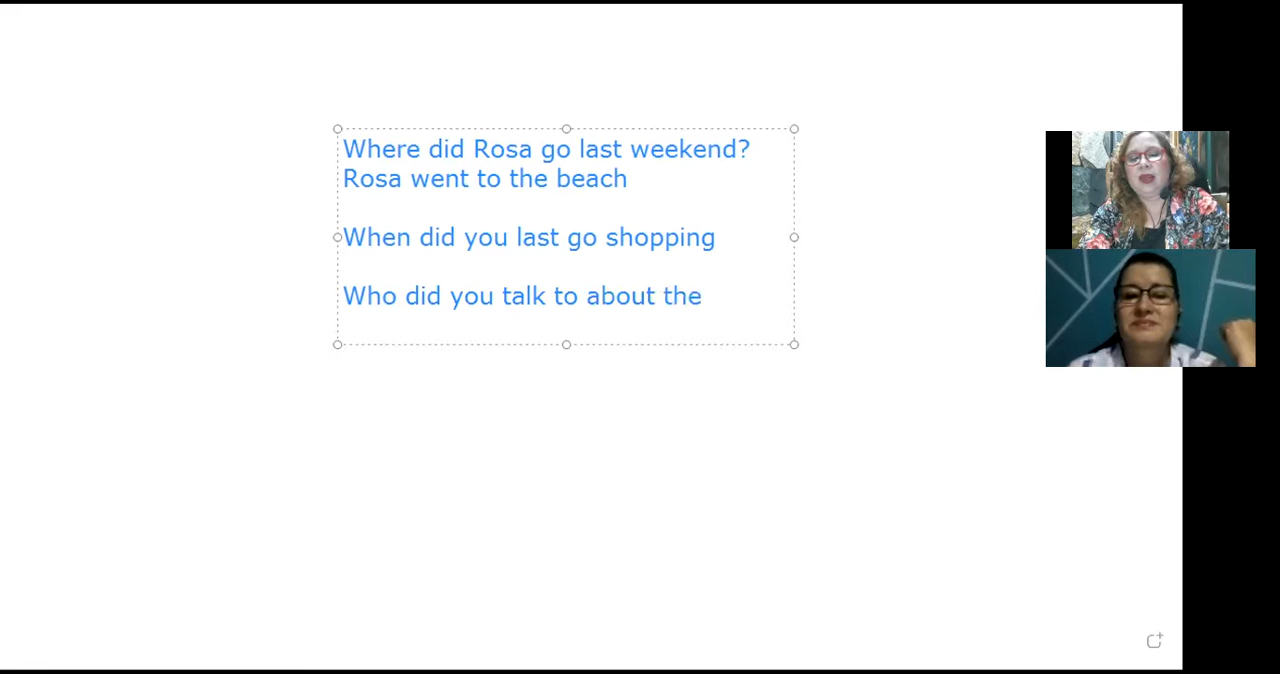 Where did Rosa go last weekend?
Rosa went to the beach
When did you last go shopping
Who did you talk to about the